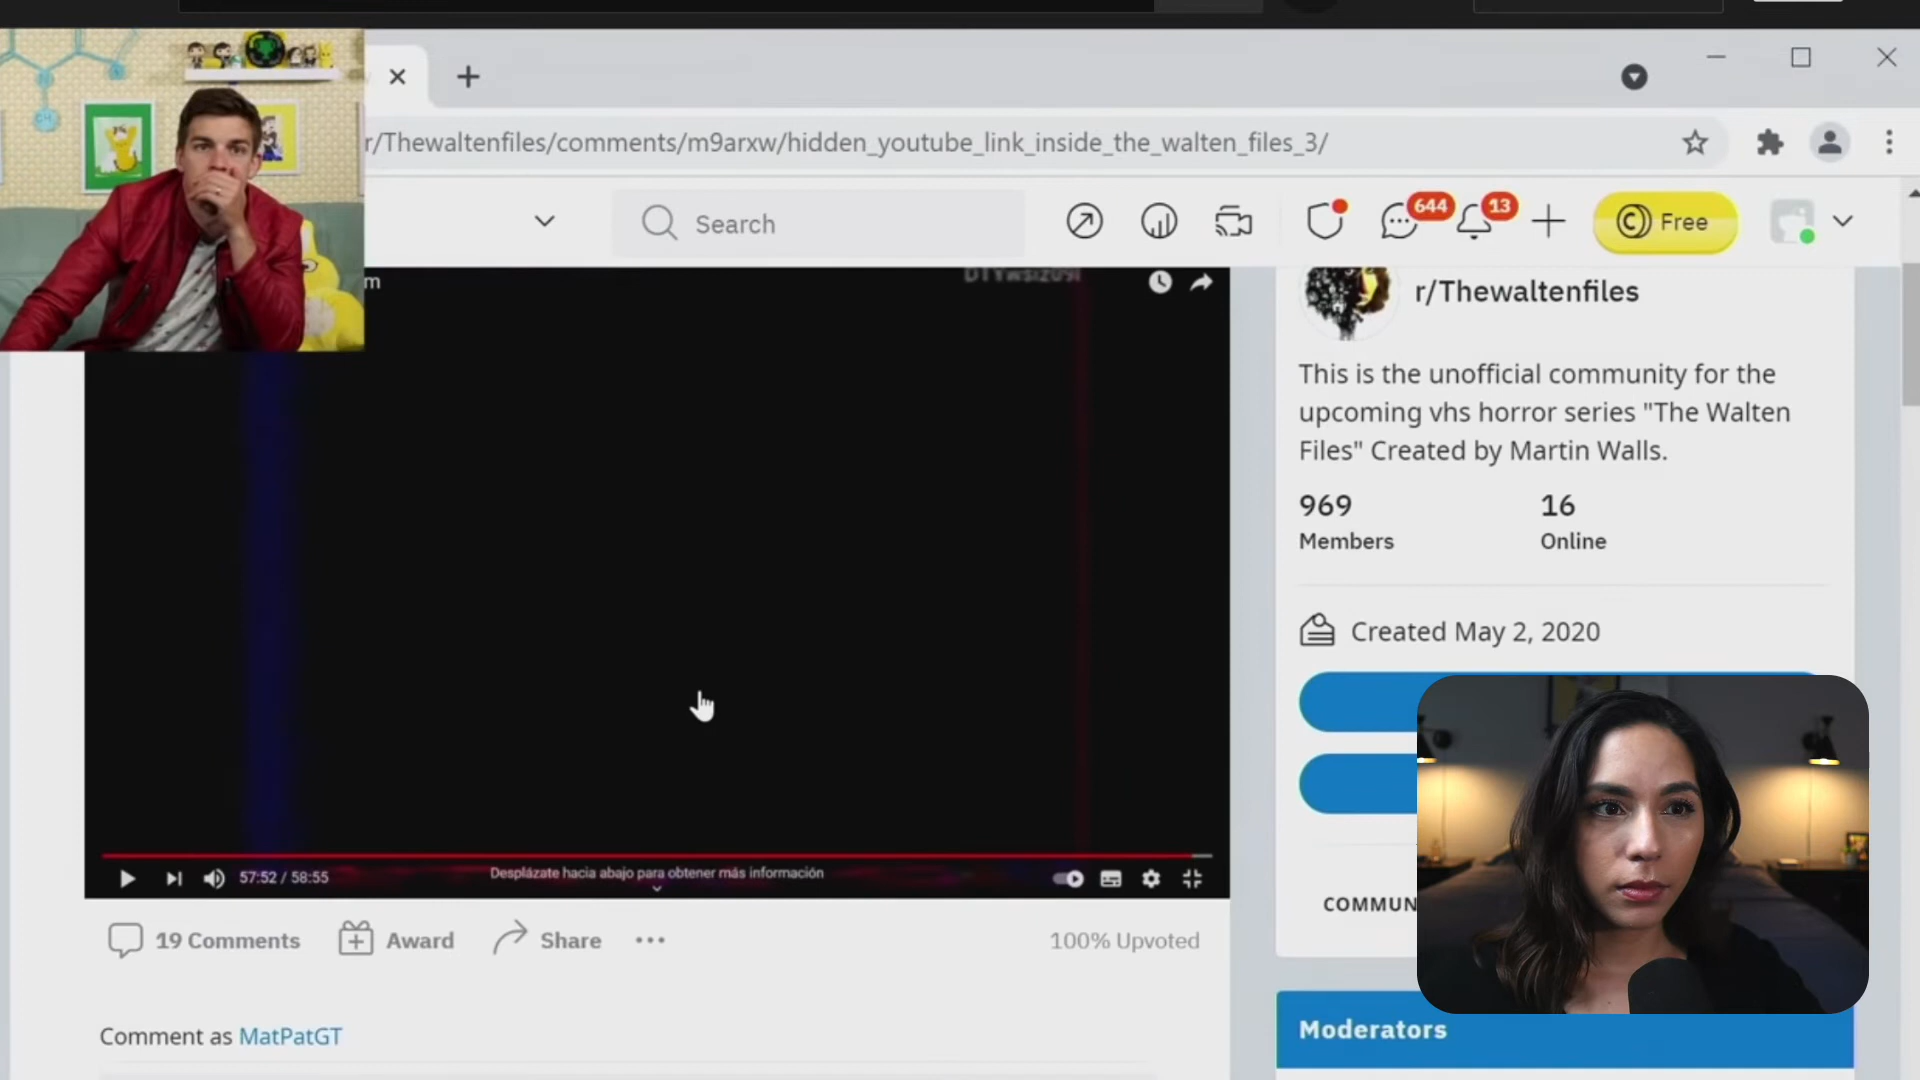 r/Thewaltenfiles/comments/m9arxw/hidden_youtube_link_inside_the_walten_files_3/
Search
644
13
Free
m
r/Thewaltenfiles
This is the unofficial community for the
upcoming vhs horror series "The Walten
Files" Created by Martin Walls.
969
16
Members
Online
Created May 2, 2020
57:52 / 58:55
Desplázate hacia abajo para obtener más información
COMMUN
19 Comments
Award
Share
100% Upvoted
Comment as MatPatGT
Moderators